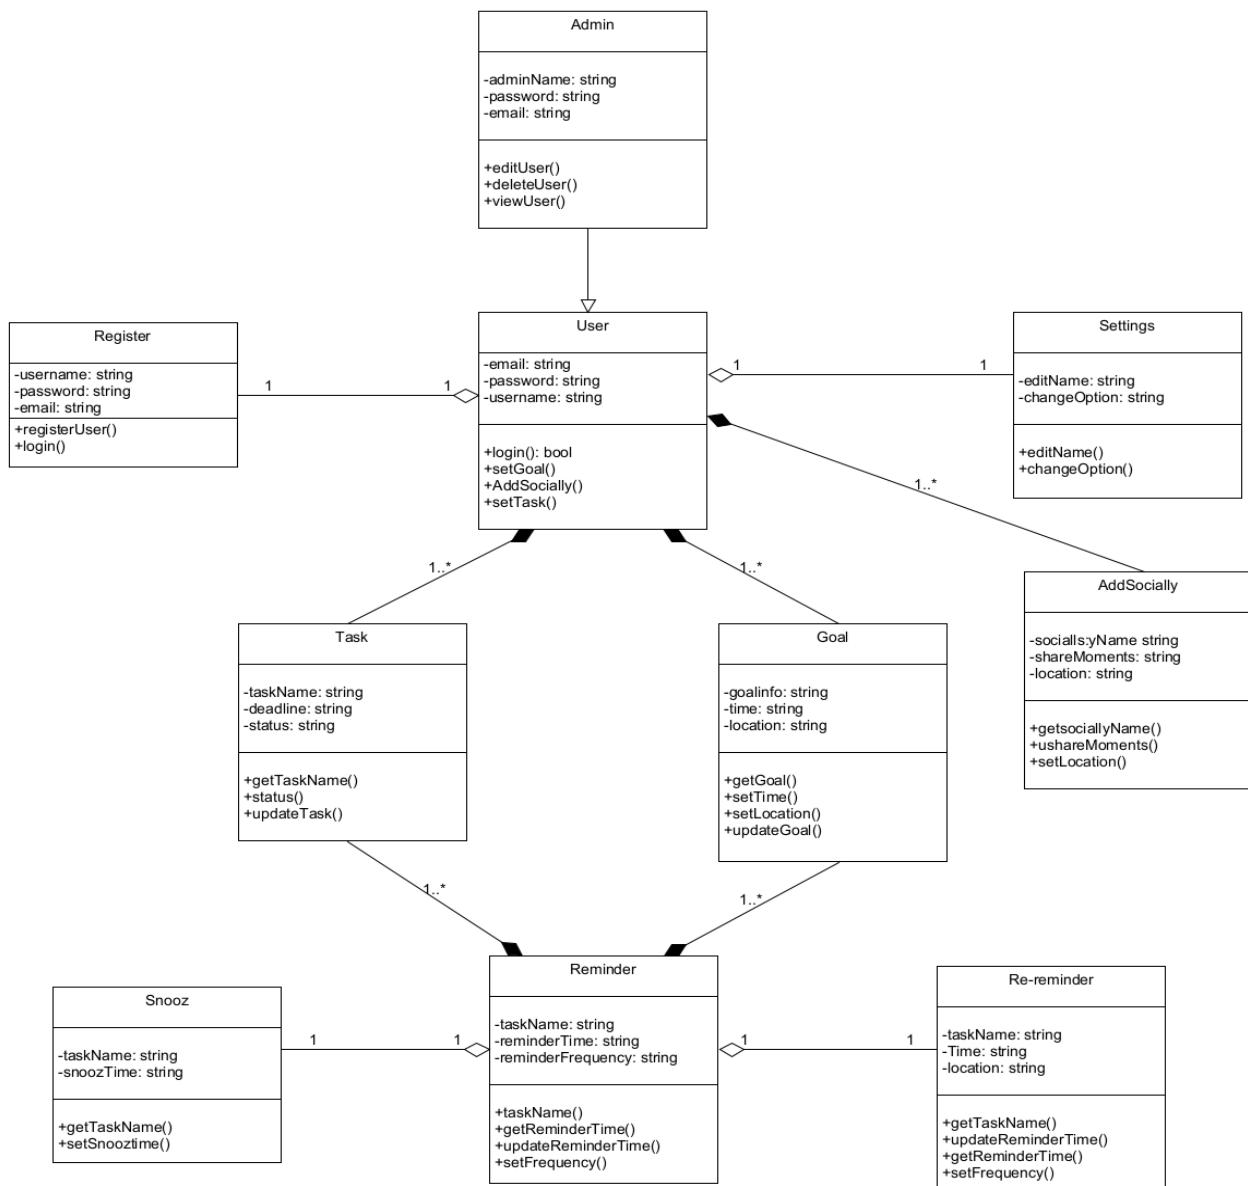 Admin
-adminName: string
-password: string
-email: string
+editUser()
+deleteUser()
+viewUser()
Register
-username: string
-password: string
-email: string
+registerUser()
+login()
1
1
User
-email: string
-password: string
-username: string
+login(): bool
+setGoal()
+AddSocially()
+setTask()
1
1
Settings
-editName: string
-changeOption: string
+editName()
+changeOption()
1..*
1..*
1..*
AddSocially
-socialls:yName string
-shareMoments: string
-location: string
+getsociallyName()
+ushareMoments()
+setLocation()
Task
-taskName: string
-deadline: string
-status: string
+getTaskName()
+status()
+updateTask()
Goal
-goalinfo: string
-time: string
-location: string
+getGoal()
+setTime()
+setLocation()
+updateGoal()
1..*
1..*
Snooz
-taskName: string
-snoozTime: string
+getTaskName()
+setSnooztime()
1
1
Reminder
-taskName: string
-reminderTime: string
-reminderFrequency: string
+taskName()
+getReminderTime()
+updateReminderTime()
+setFrequency()
1
1
Re-reminder
-taskName: string
-Time: string
-location: string
+getTaskName()
+updateReminderTime()
+getReminderTime()
+setFrequency()